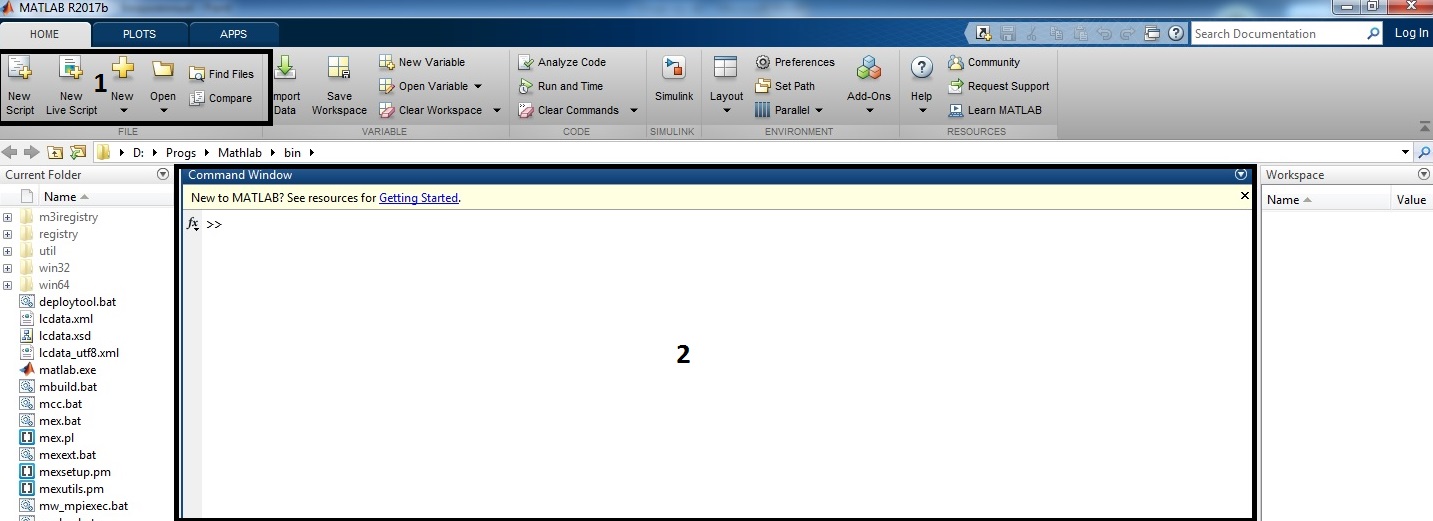 MATLAB R2017b
HOME PLOTS APPS
Search Documentation Log In
New Script
New Live Script
1
New
Open
Find Files
Compare
FILE
mport Data
Save Workspace
New Variable
Open Variable
Clear Workspace
VARIABLE
Analyze Code
Run and Time
Clear Commands
CODE
Simulink
SIMULINK
Layout
Preferences
Set Path
Parallel
Add-Ons
ENVIRONMENT
? Help
Community
Request Support
Learn MATLAB
RESOURCES
D: Progs Mathlab bin
Current Folder
Name
m3iregistry
registry
util
win32
win64
deploytool.bat
lcdata.xml
lcdata.xsd
lcdata_utf8.xml
matlab.exe
mbuild.bat
mcc.bat
mex.bat
mex.pl
mexext.bat
mexsetup.pm
mexutils.pm
mw_mpiexec.bat
Command Window
New to MATLAB? See resources for Getting Started.
fx >>
2
Workspace
Name Value